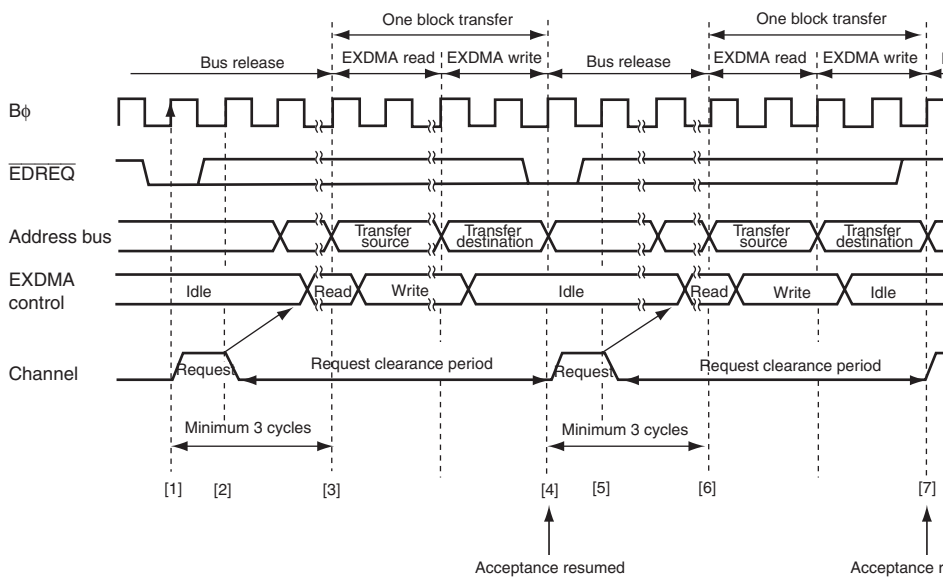 One block transfer One block transfer
Bus release EXDMA read EXDMA write Bus release EXDMA read EXDMA write
Bφ
EDREQ
Address bus Transfer source Transfer destination Transfer source Transfer destination
EXDMA control Idle Read Write Idle Read Write Idle
Channel Request Request clearance period Request Request clearance period
Minimum 3 cycles Minimum 3 cycles
[1] [2] [3] [4] [5] [6] [7]
Acceptance resumed Acceptance r